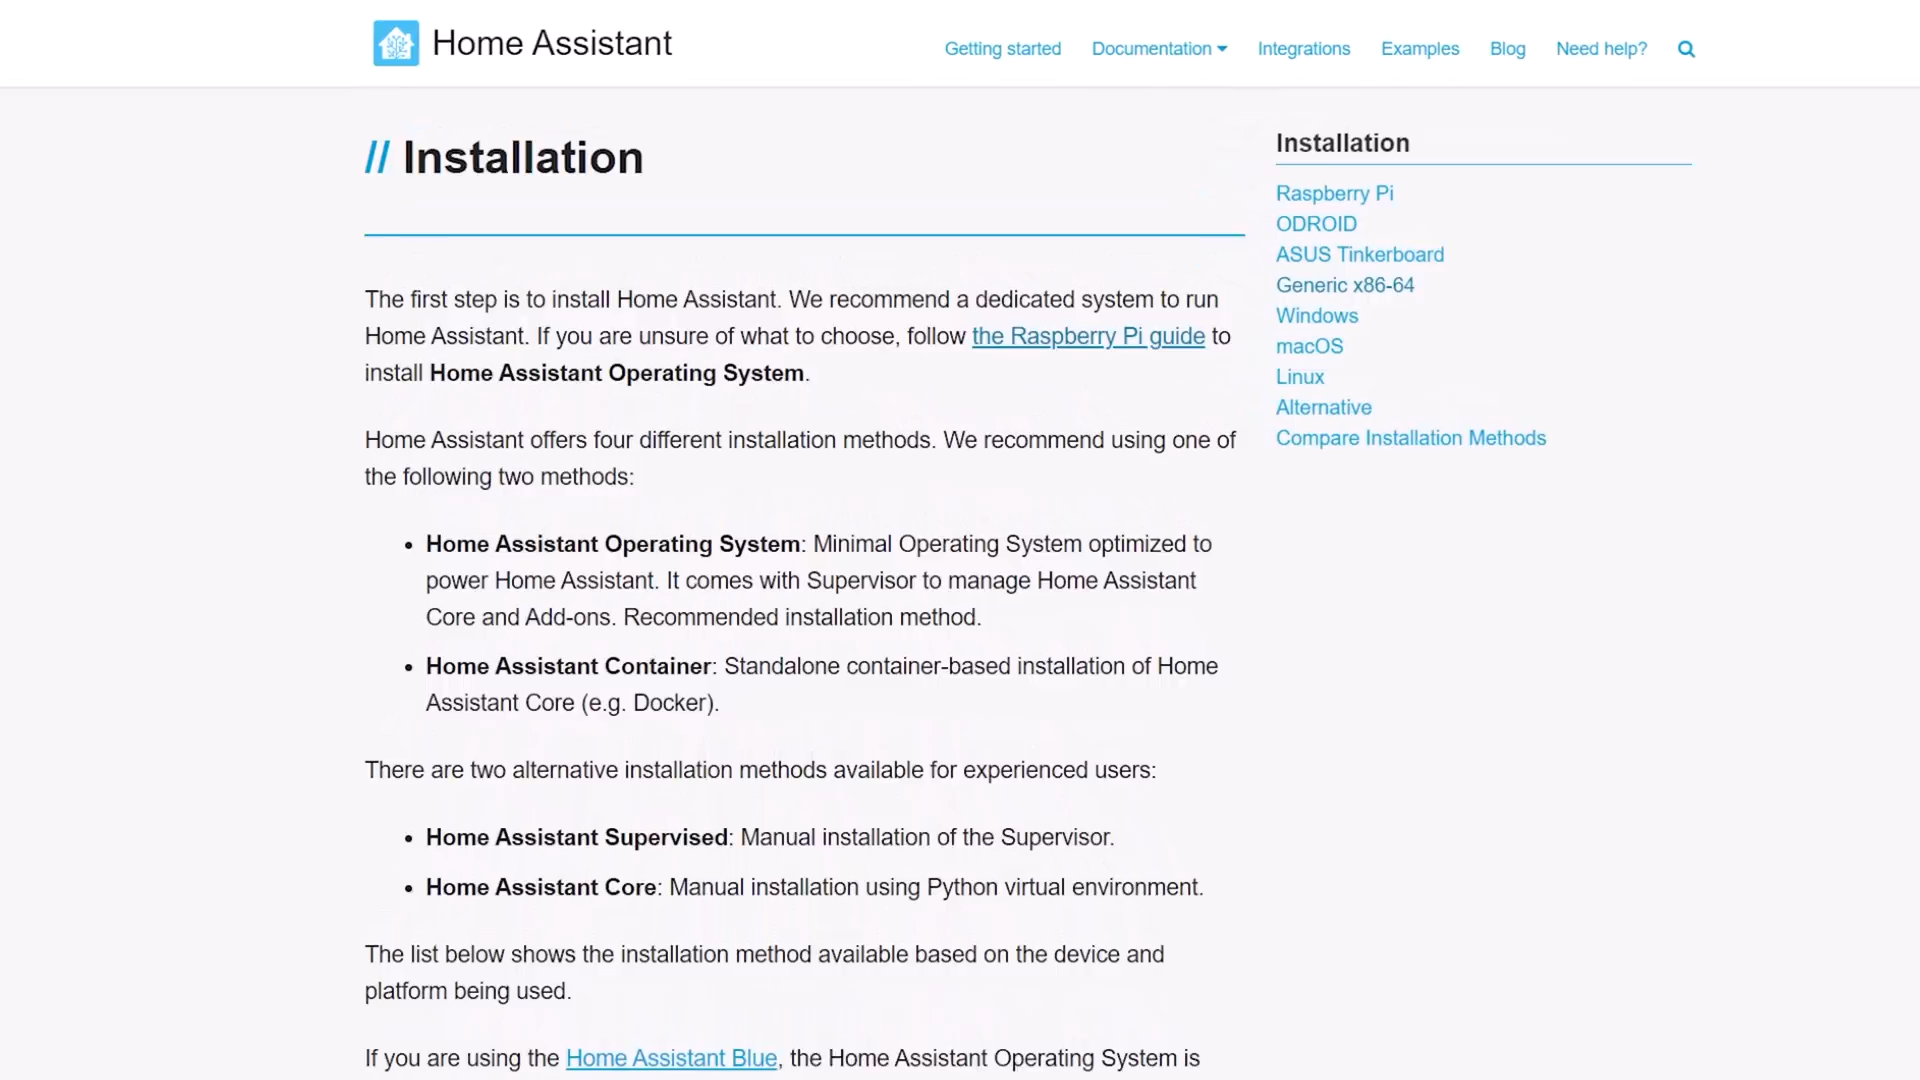 Home Assistant
Getting started Documentation Integrations Examples Blog Need help?
// Installation
The first step is to install Home Assistant. We recommend a dedicated system to run
Home Assistant. If you are unsure of what to choose, follow the Raspberry Pi guide to
install Home Assistant Operating System.
Home Assistant offers four different installation methods. We recommend using one of
the following two methods:
• Home Assistant Operating System: Minimal Operating System optimized to
power Home Assistant. It comes with Supervisor to manage Home Assistant
Core and Add-ons. Recommended installation method.
• Home Assistant Container: Standalone container-based installation of Home
Assistant Core (e.g. Docker).
There are two alternative installation methods available for experienced users:
• Home Assistant Supervised: Manual installation of the Supervisor.
• Home Assistant Core: Manual installation using Python virtual environment.
The list below shows the installation method available based on the device and
platform being used.
If you are using the Home Assistant Blue, the Home Assistant Operating System is
Installation
Raspberry Pi
ODROID
ASUS Tinkerboard
Generic x86-64
Windows
macOS
Linux
Alternative
Compare Installation Methods